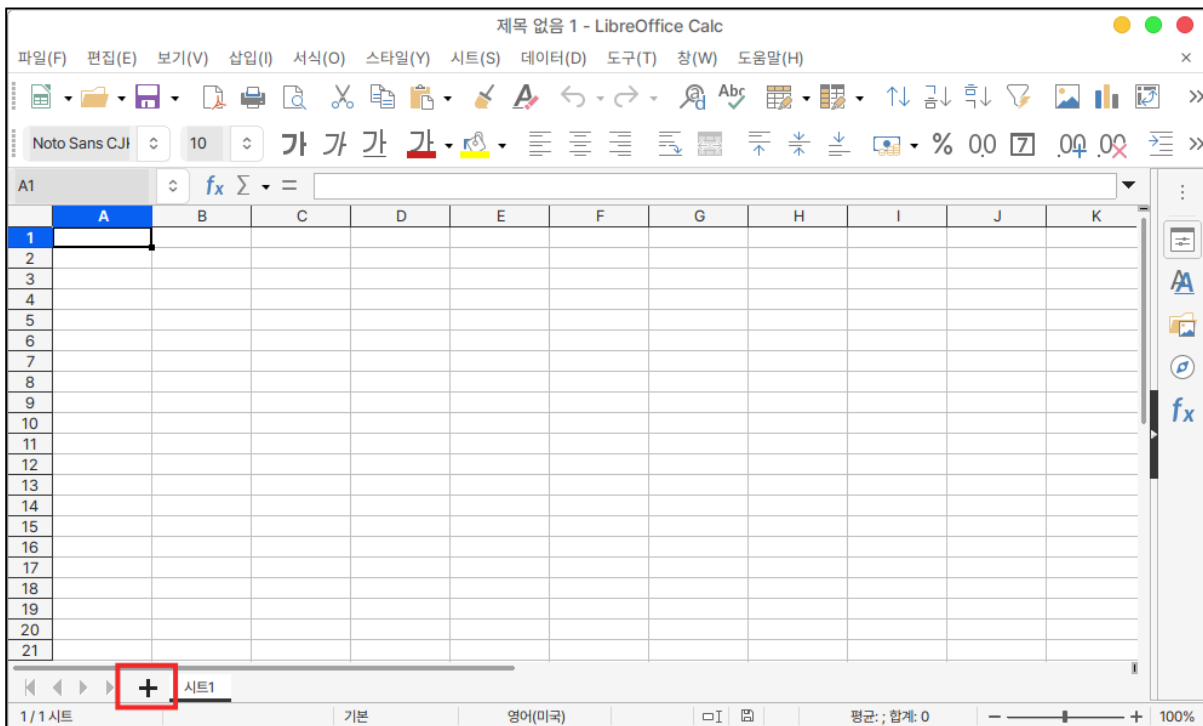 제목 없음 1 - LibreOffice Calc
파일(F) 편집(E) 보기(V) 삽입(I) 서식(O) 스타일(Y) 시트(S) 데이터(D) 도구(T) 창(W) 도움말(H)
Abc
Noto Sans CJK 10 가 가 가 가 % 0.0 7 .00 .00
A1 fx Σ =
A B C D E F G H I J K
1
2
3
4
5
6
7
8
9
10
11
12
13
14
15
16
17
18
19
20
21
시트1
1 / 1 시트 기본 영어(미국) 평균: ; 합계: 0 100%